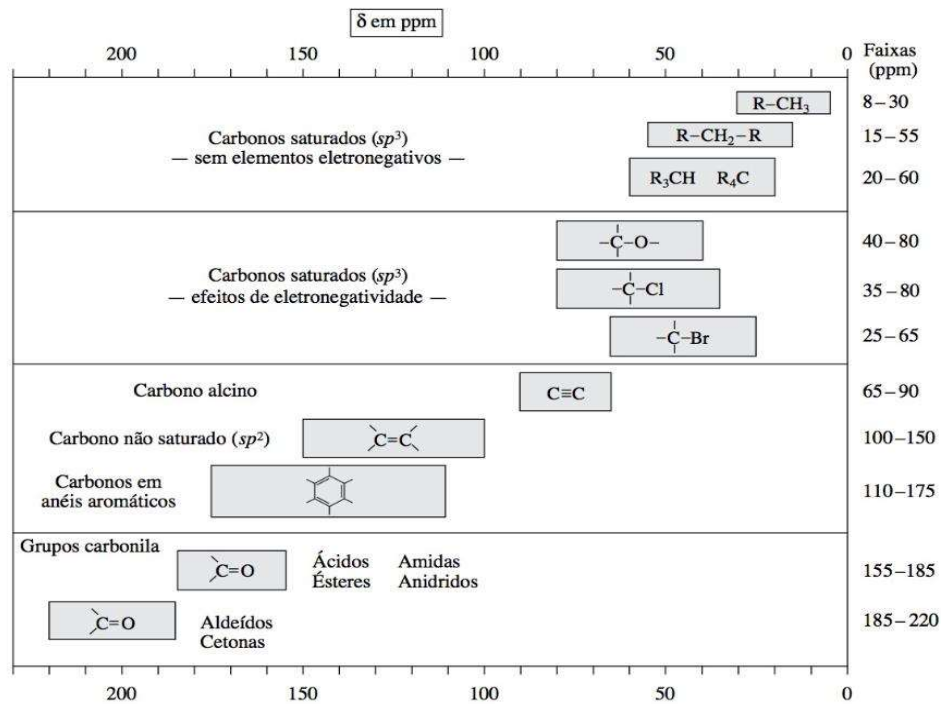 δ em ppm
200 150 100 50 0 Faixas
(ppm)
R–CH₃ 8–30
Carbonos saturados (sp³)
— sem elementos eletronegativos —
R–CH₂–R 15–55
R₃CH R₄C 20–60
–C–O– 40–80
Carbonos saturados (sp³)
— efeitos de eletronegatividade —
–C–Cl 35–80
–C–Br 25–65
Carbono alcino C≡C 65–90
Carbono não saturado (sp²) C=C 100–150
Carbonos em
anéis aromáticos
110–175
Grupos carbonila
C=O Ácidos Amidas
Ésteres Anidridos
155–185
C=O Aldeídos
Cetonas
185–220
200 150 100 50 0